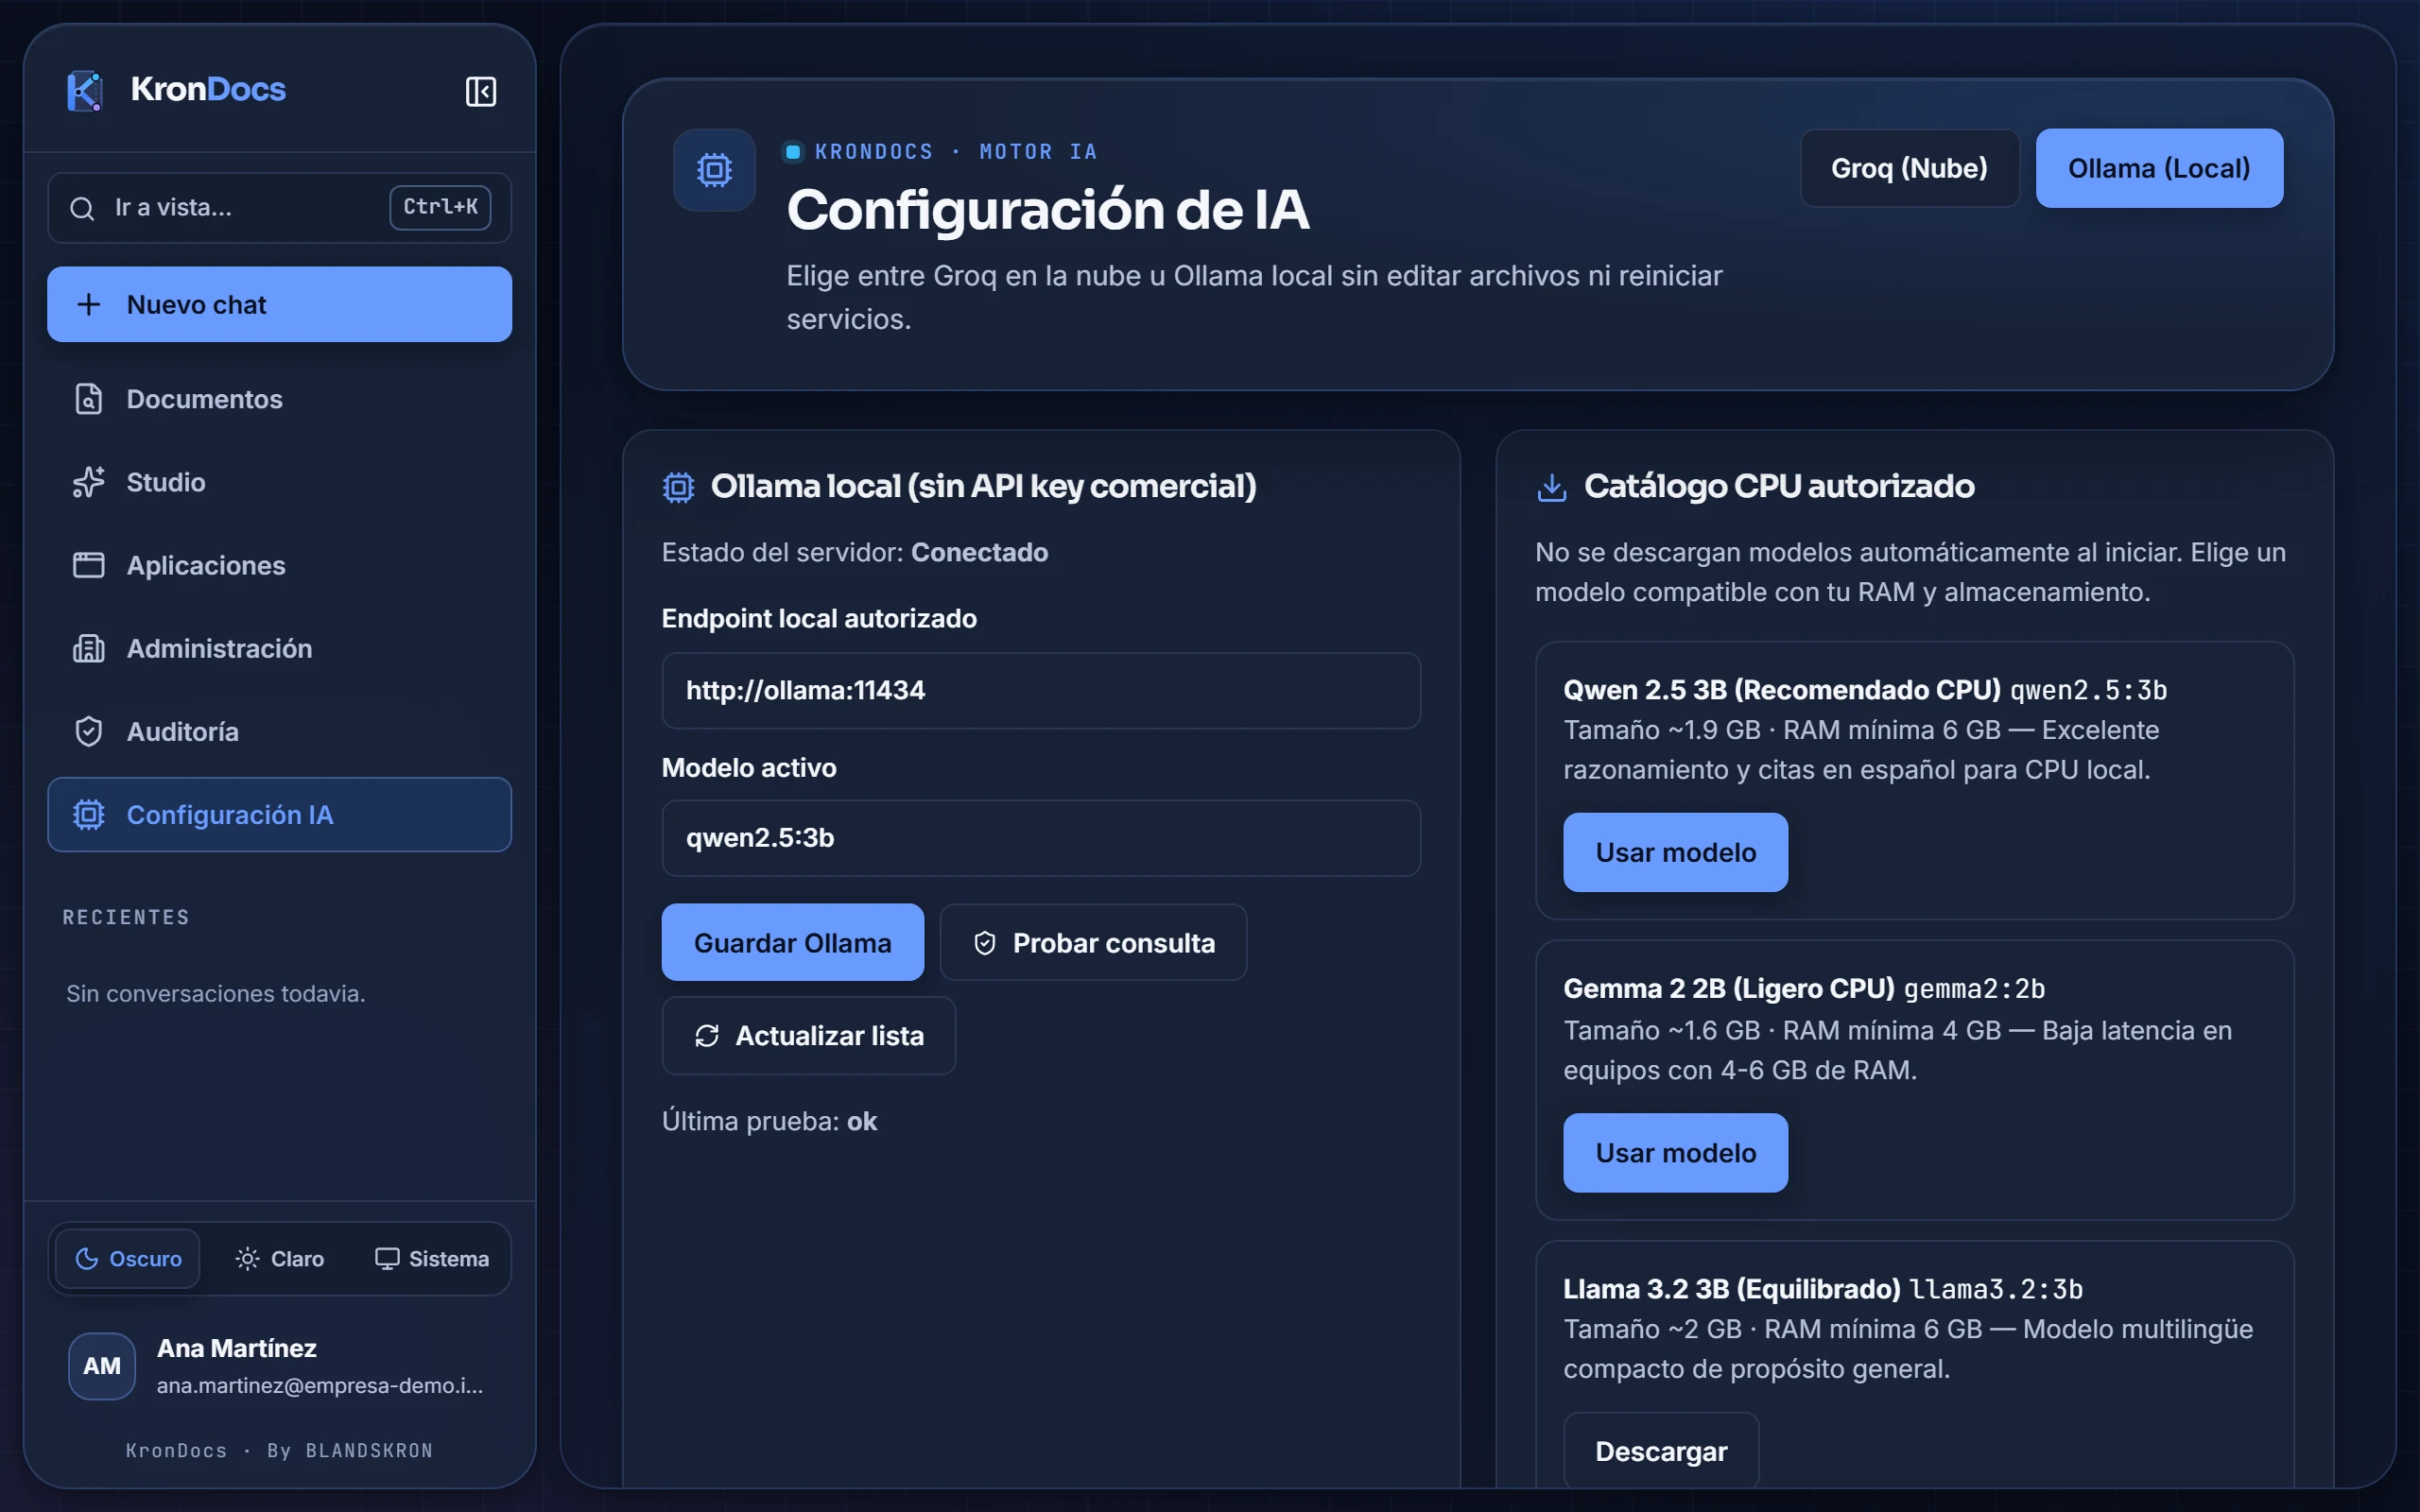 KronDocs
Ir a vista...
Ctrl+K
Nuevo chat
Documentos
Studio
Aplicaciones
Administración
Auditoría
Configuración IA
RECIENTES
Sin conversaciones todavia.
Oscuro
Claro
Sistema
AM
Ana Martínez
ana.martinez@empresa-demo.i...
KronDocs · By BLANDSKRON
KRONDOCS · MOTOR IA
Configuración de IA
Elige entre Groq en la nube u Ollama local sin editar archivos ni reiniciar
servicios.
Groq (Nube)
Ollama (Local)
Ollama local (sin API key comercial)
Estado del servidor: Conectado
Endpoint local autorizado
http://ollama:11434
Modelo activo
qwen2.5:3b
Guardar Ollama
Probar consulta
Actualizar lista
Última prueba: ok
Catálogo CPU autorizado
No se descargan modelos automáticamente al iniciar. Elige un
modelo compatible con tu RAM y almacenamiento.
Qwen 2.5 3B (Recomendado CPU) qwen2.5:3b
Tamaño ~1.9 GB · RAM mínima 6 GB — Excelente
razonamiento y citas en español para CPU local.
Usar modelo
Gemma 2 2B (Ligero CPU) gemma2:2b
Tamaño ~1.6 GB · RAM mínima 4 GB — Baja latencia en
equipos con 4-6 GB de RAM.
Usar modelo
Llama 3.2 3B (Equilibrado) llama3.2:3b
Tamaño ~2 GB · RAM mínima 6 GB — Modelo multilingüe
compacto de propósito general.
Descargar